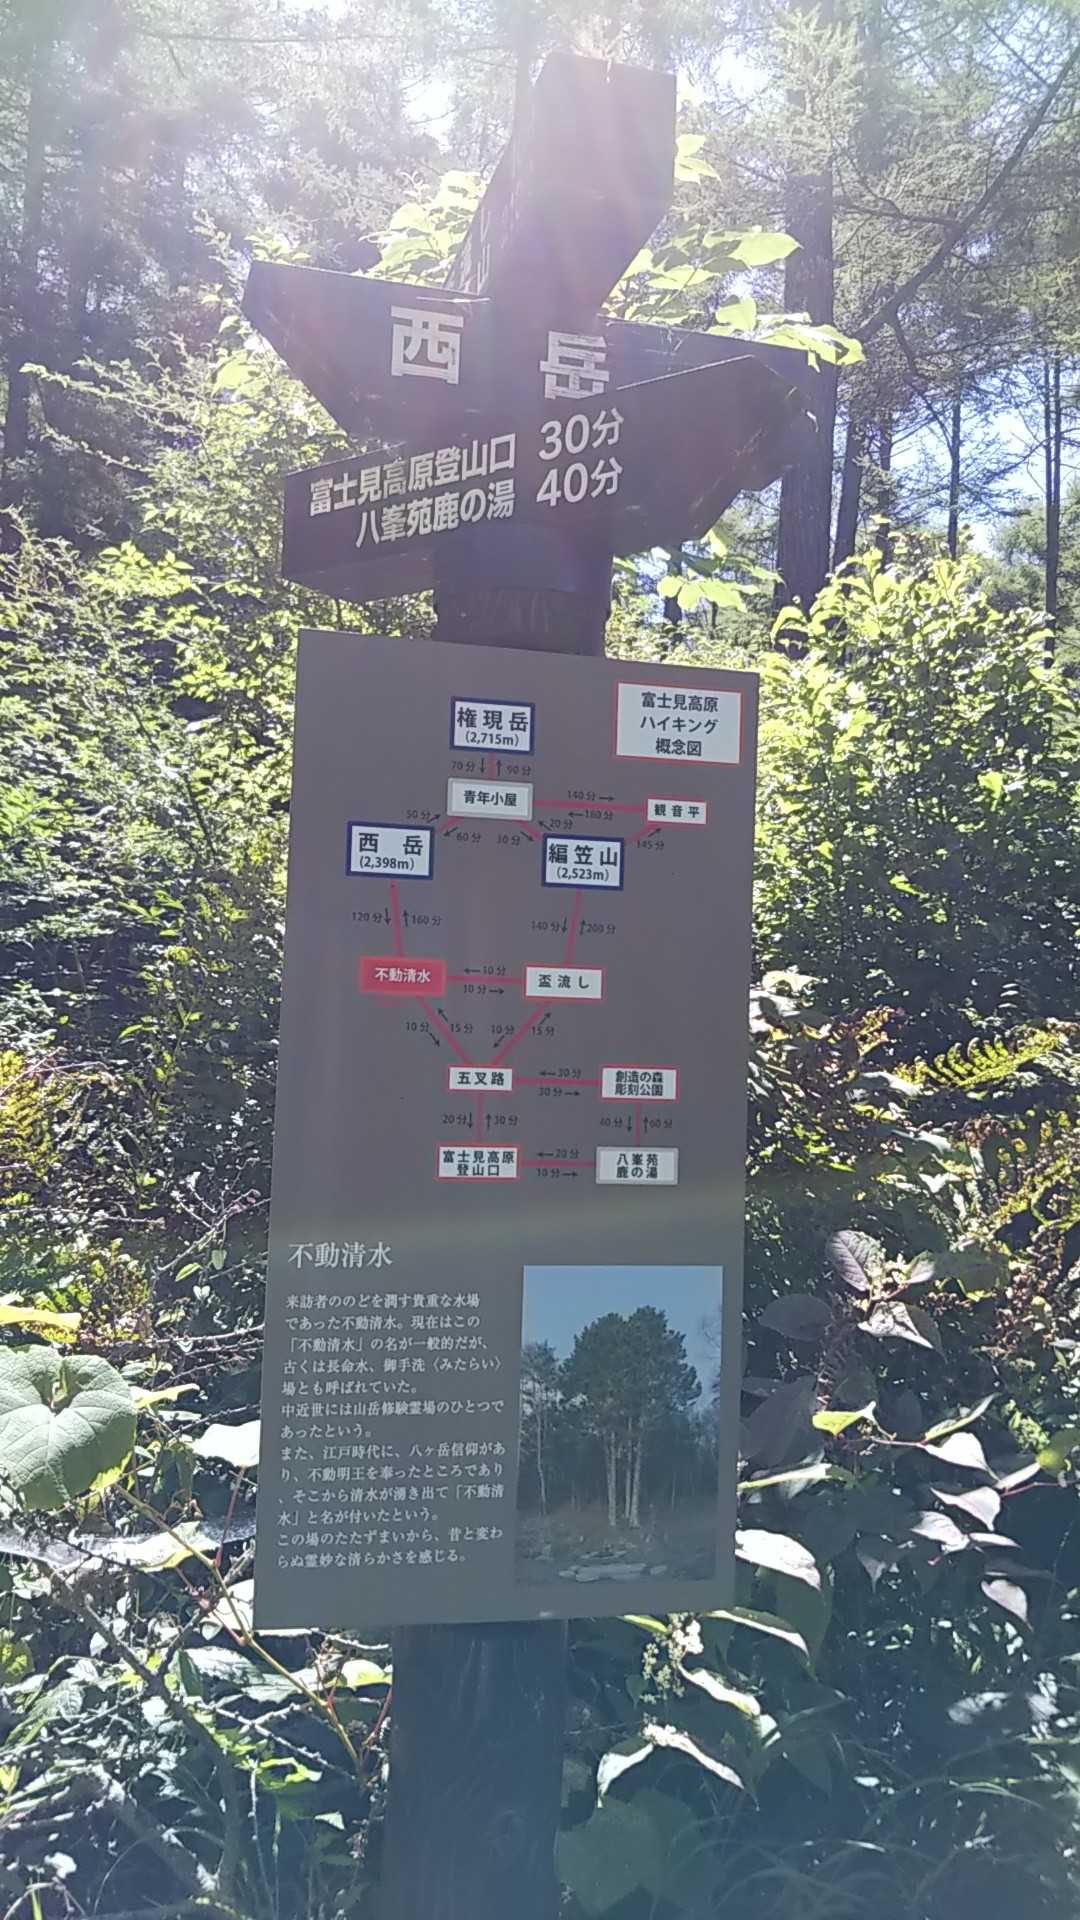 西 岳
富士見高原登山口 30分
八峯苑鹿の湯 40分
富士見高原
ハイキング
概念図
権現岳
(2,715m)
70分↓ ↑90分
青年小屋
140分→
←180分
観音平
50分↗
↙60分
30分↘
↖20分
西 岳
(2,398m)
編笠山
(2,523m)
145分
120分↓ ↑160分
140分↓ ↑200分
不動清水
←10分
10分→
盃流し
10分↘
↖15分
10分↙
↗15分
五叉路
←30分
30分→
創造の森
彫刻公園
20分↓ ↑30分
40分↓ ↑60分
富士見高原
登山口
←20分
10分→
八峯苑
鹿の湯
不動清水
来訪者ののどを潤す貴重な水場
であった不動清水。現在はこの
「不動清水」の名が一般的だが、
古くは長命水、御手洗〈みたらい〉
場とも呼ばれていた。
中近世には山岳修験霊場のひとつで
あったという。
また、江戸時代に、八ヶ岳信仰があ
り、不動明王を奉ったところであり
、そこから清水が湧き出て「不動清
水」と名が付いたという。
この場のたたずまいから、昔と変わ
らぬ霊妙な清らかさを感じる。